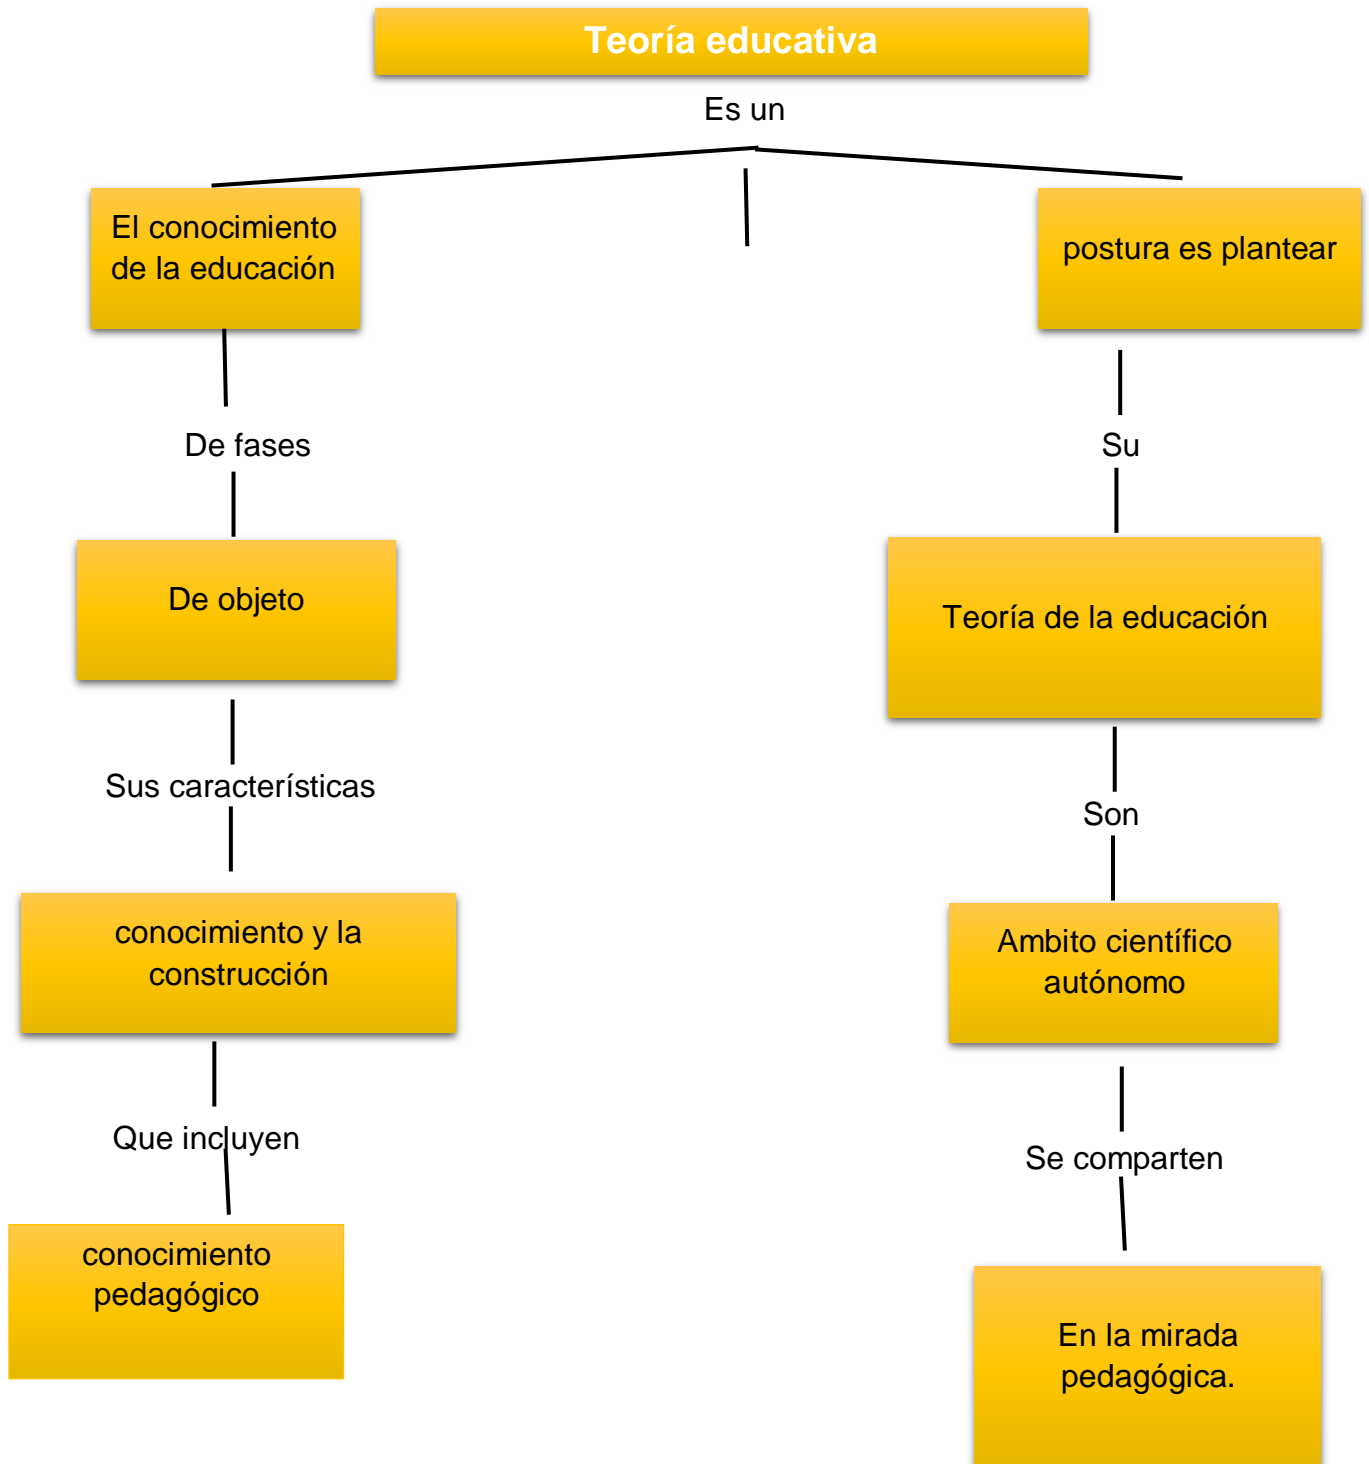 Teoría educativa
Es un
El conocimiento
de la educación
postura es plantear
De fases
Su
De objeto
Teoría de la educación
Sus características
Son
conocimiento y la
construcción
Ambito científico
autónomo
Que incluyen
Se comparten
conocimiento
pedagógico
En la mirada
pedagógica.